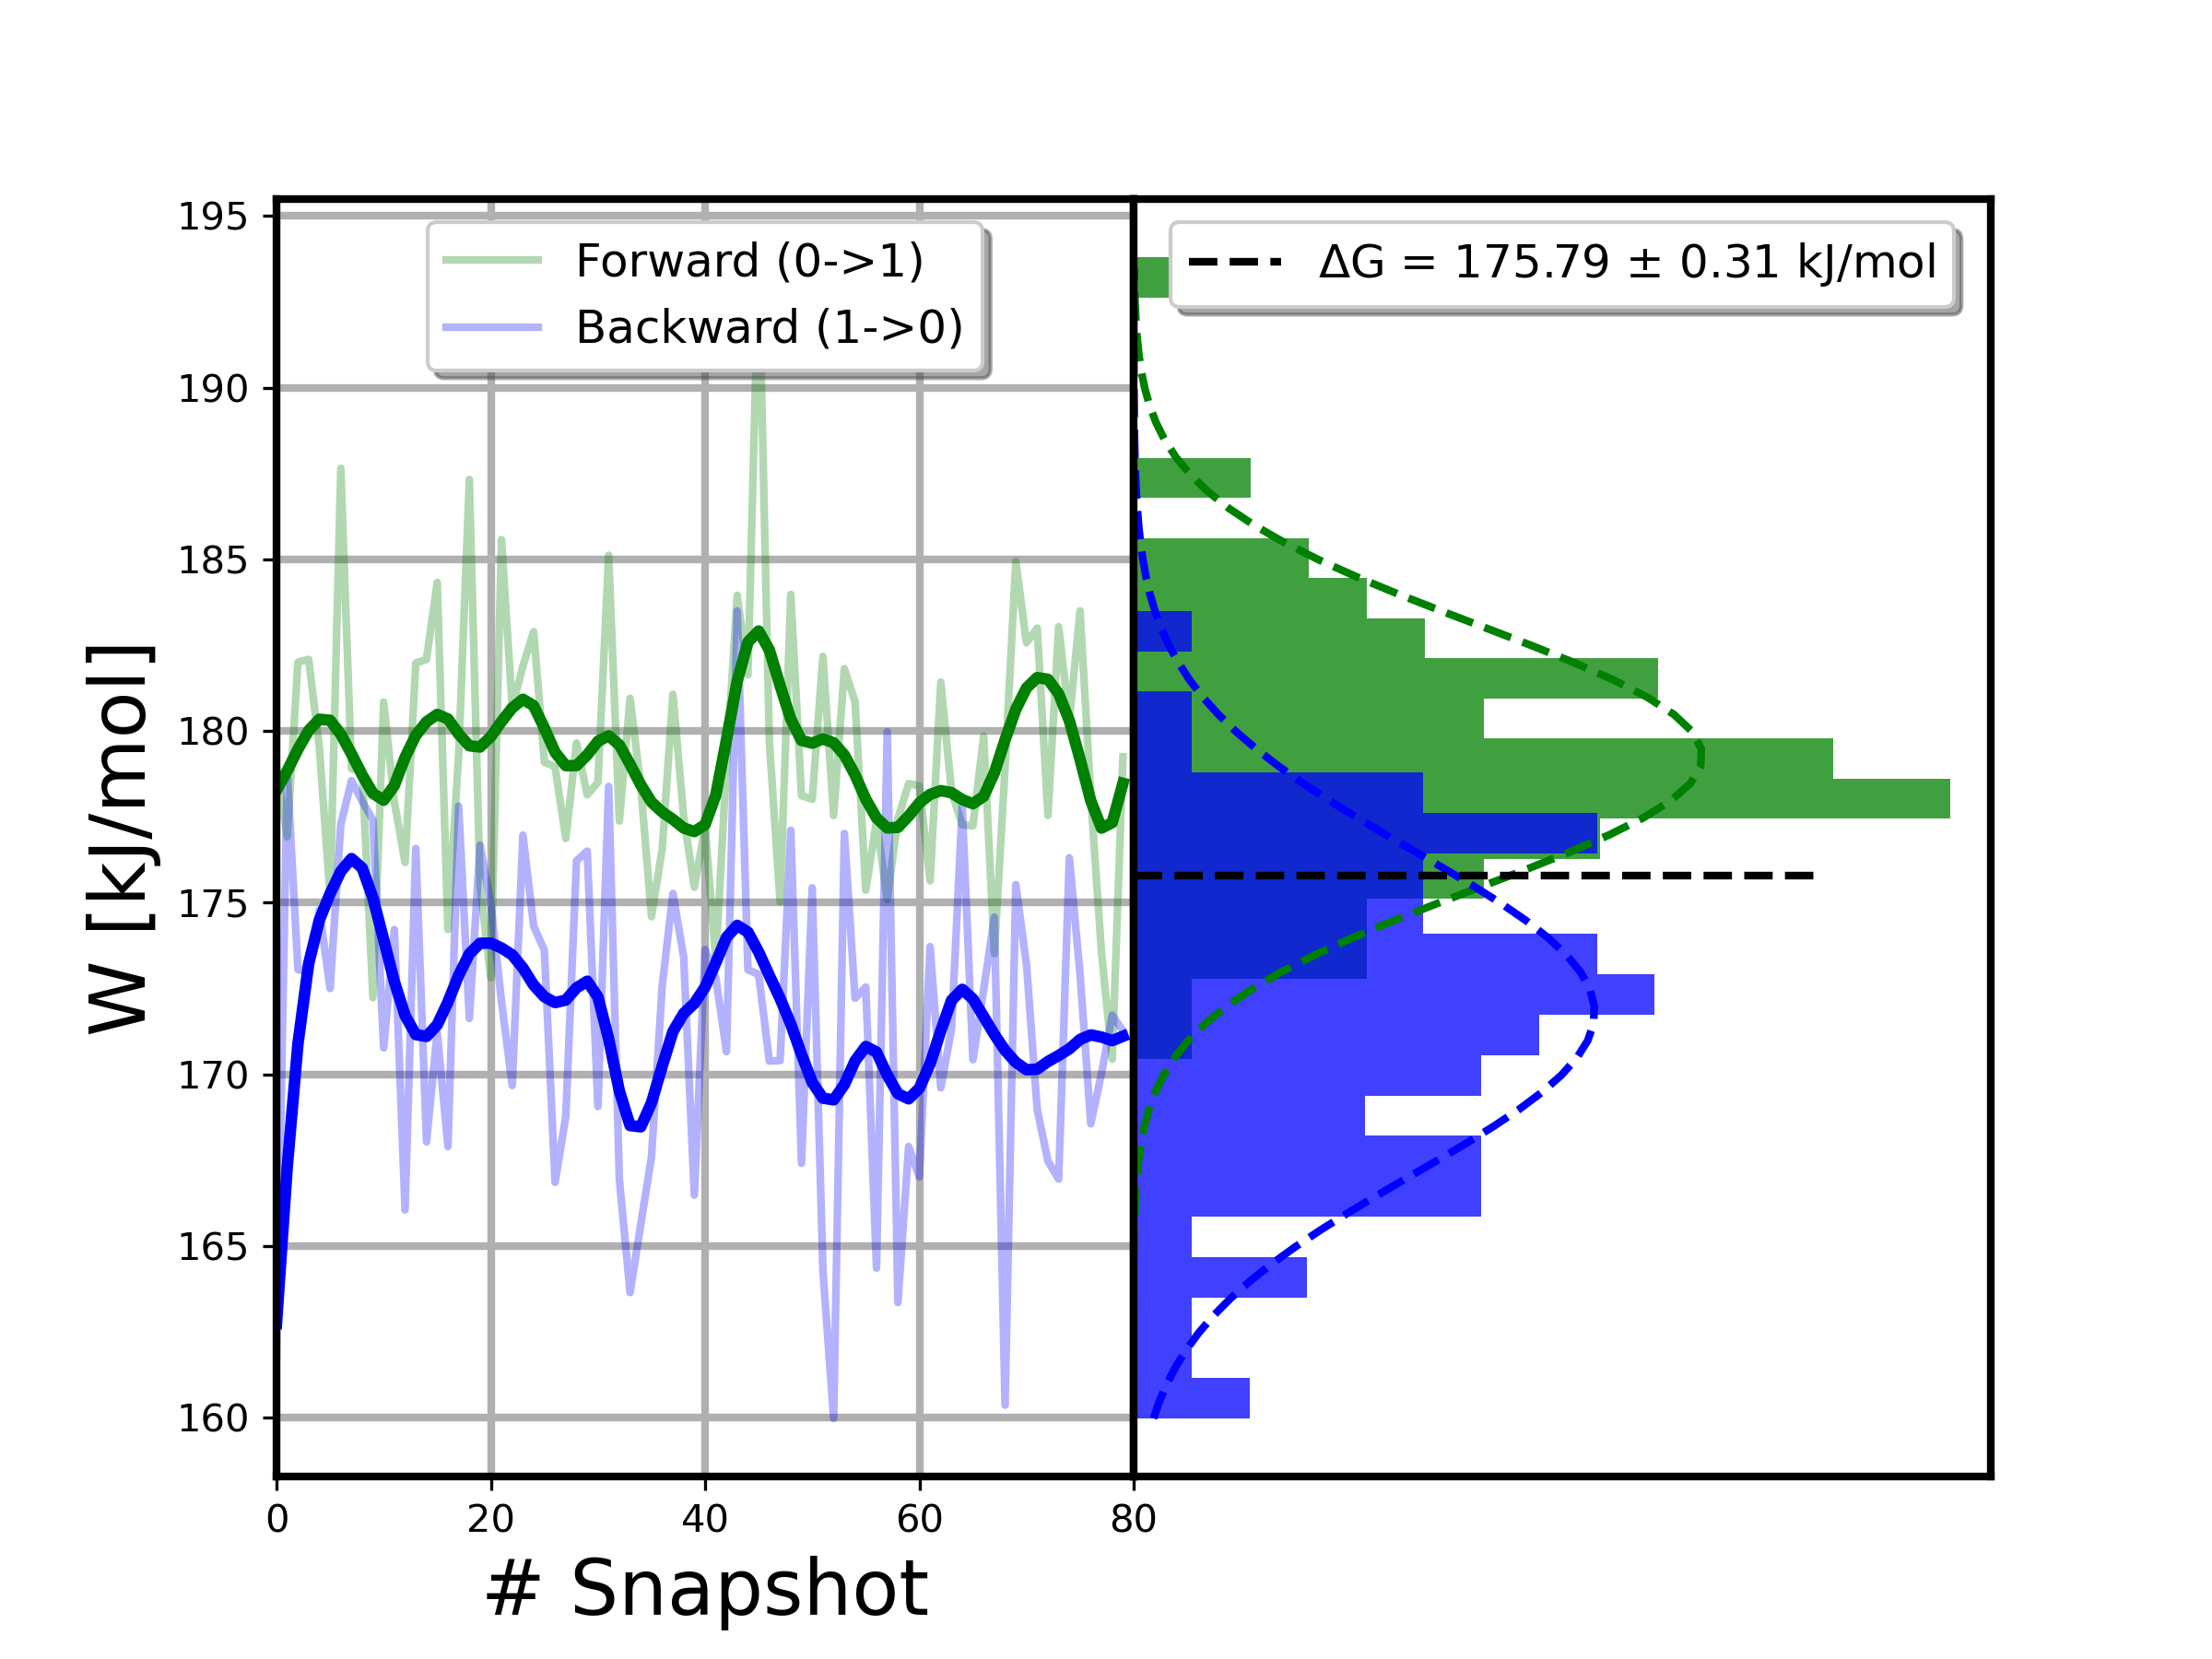 Forward (0->1)
Backward (1->0)
ΔG = 175.79 ± 0.31 kJ/mol
195
190
185
180
175
170
165
160
W [kJ/mol]
0 20 40 60 80
# Snapshot